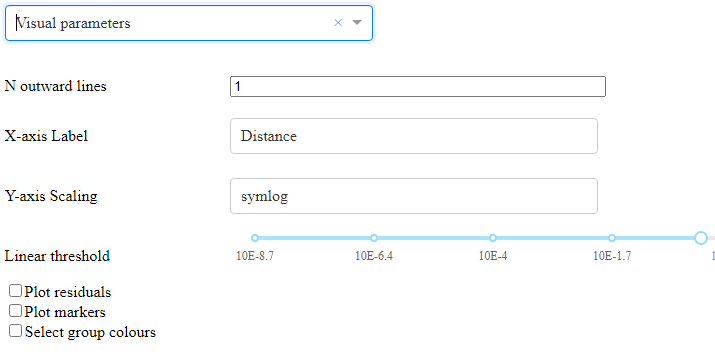 Visual parameters × 
N outward lines 1
X-axis Label Distance
Y-axis Scaling symlog
Linear threshold 10E-8.7 10E-6.4 10E-4 10E-1.7
Plot residuals
Plot markers
Select group colours